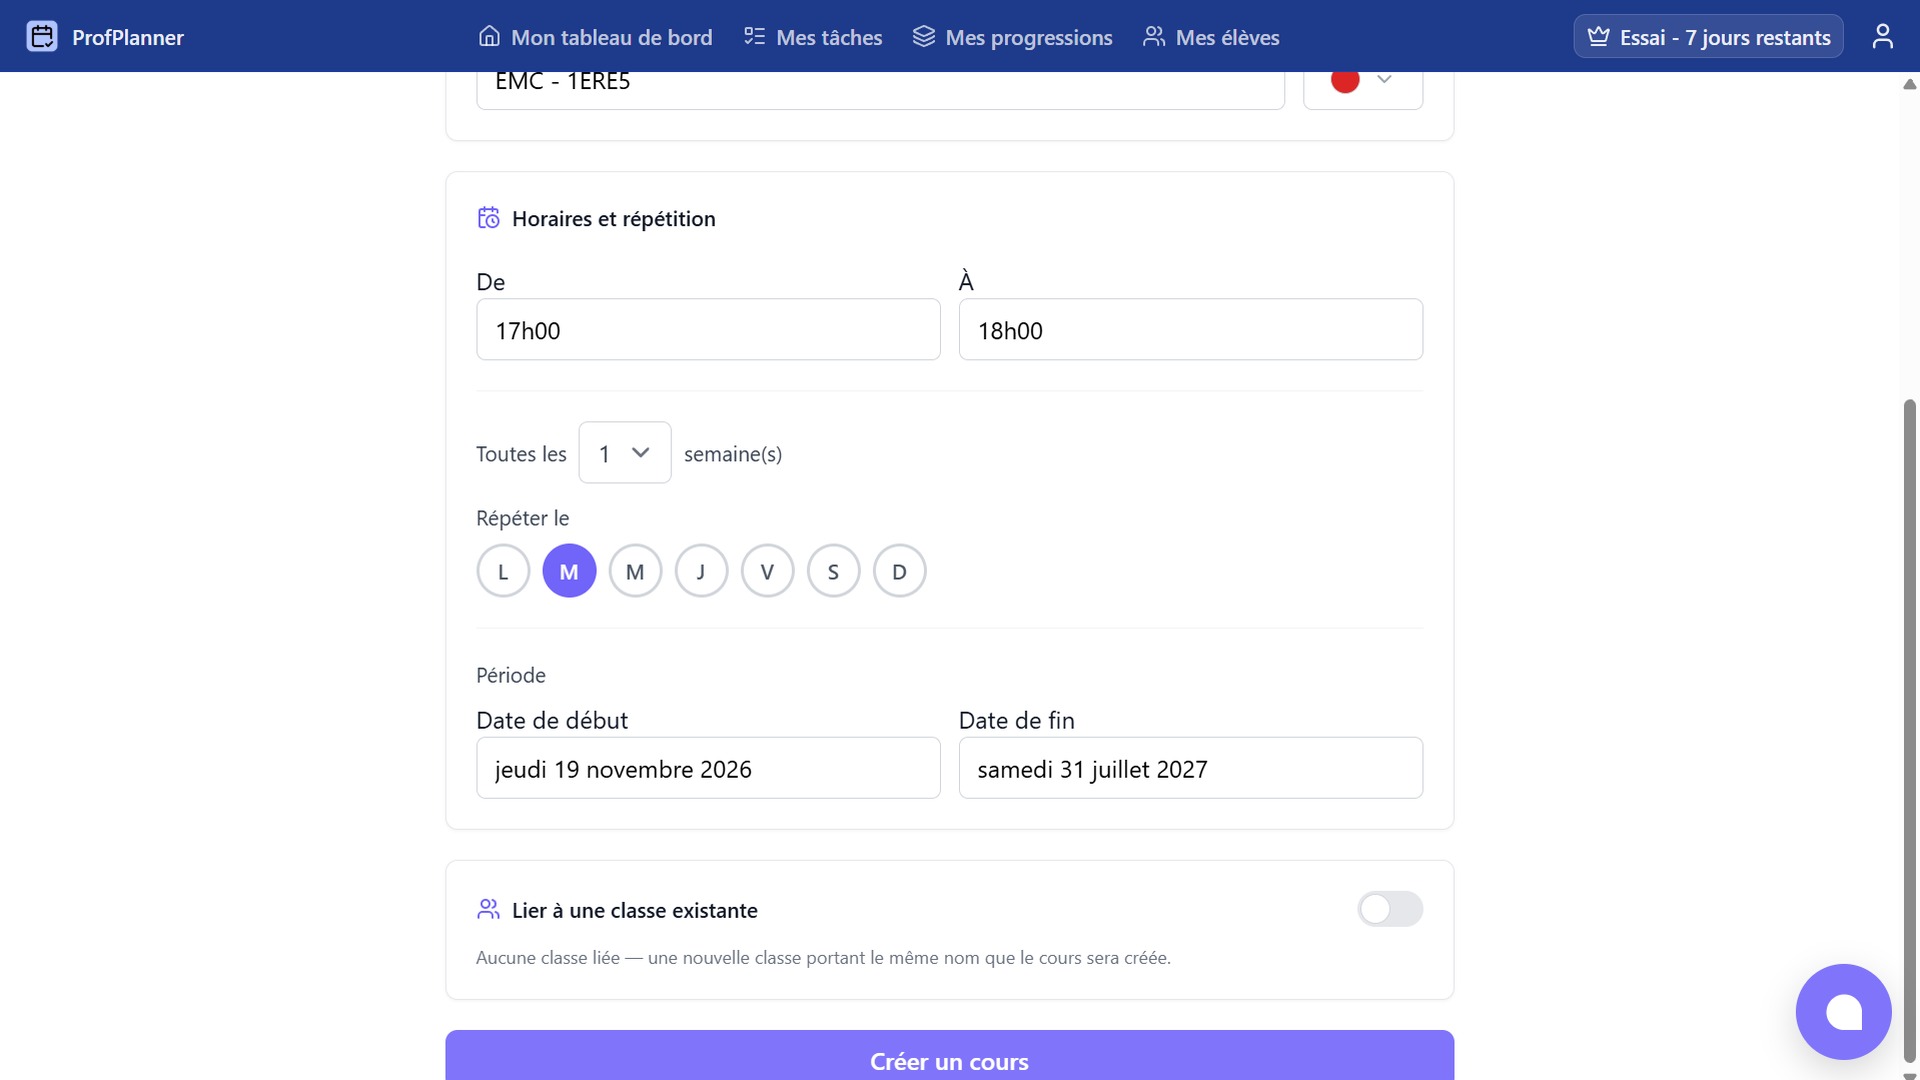 ProfPlanner
Mon tableau de bord
Mes tâches
Mes progressions
Mes élèves
Essai - 7 jours restants
EMC - 1ERE5
Horaires et répétition
De
À
17h00
18h00
Toutes les 1 semaine(s)
Répéter le
L M M J V S D
Période
Date de début
Date de fin
jeudi 19 novembre 2026
samedi 31 juillet 2027
Lier à une classe existante
Aucune classe liée — une nouvelle classe portant le même nom que le cours sera créée.
Créer un cours